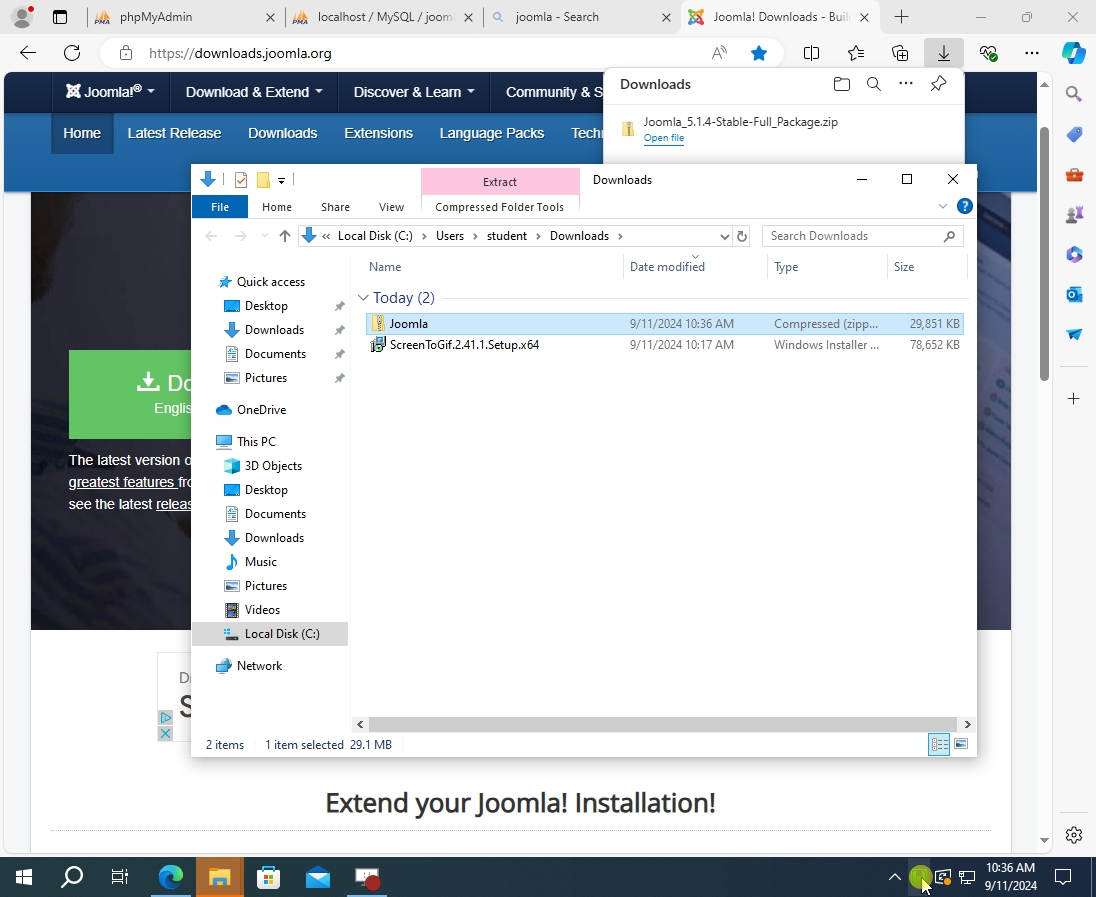 phpMyAdmin
localhost / MySQL / jooml
joomla - Search
Joomla! Downloads - Buil
https://downloads.joomla.org
Joomla!®
Download & Extend
Discover & Learn
Community & S
Home
Latest Release
Downloads
Extensions
Language Packs
Techn
Downloads
Joomla_5.1.4-Stable-Full_Package.zip
Open file
Extract
Downloads
File
Home
Share
View
Compressed Folder Tools
« Local Disk (C:) › Users › student › Downloads ›
Search Downloads
Name
Date modified
Type
Size
Today (2)
Joomla
9/11/2024 10:36 AM
Compressed (zipp...
29,851 KB
ScreenToGif.2.41.1.Setup.x64
9/11/2024 10:17 AM
Windows Installer ...
78,652 KB
Quick access
Desktop
Downloads
Documents
Pictures
OneDrive
This PC
3D Objects
Desktop
Documents
Downloads
Music
Pictures
Videos
Local Disk (C:)
Network
2 items
1 item selected 29.1 MB
Do
Englis
The latest version o
greatest features fro
see the latest releas
D
S
Extend your Joomla! Installation!
10:36 AM
9/11/2024